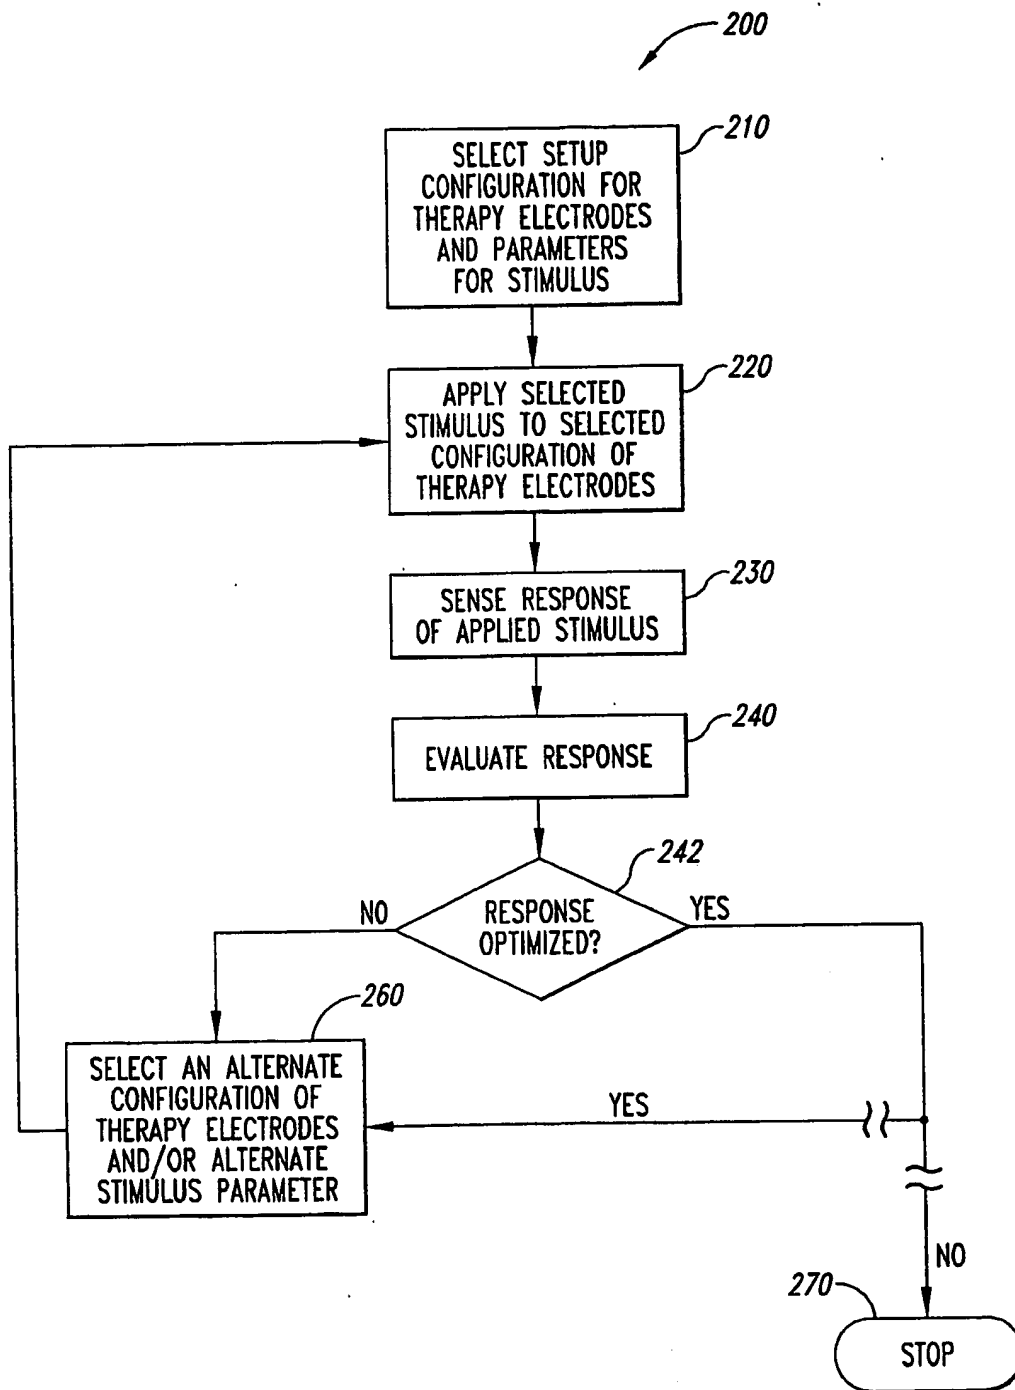 200
210
SELECT SETUP
CONFIGURATION FOR
THERAPY ELECTRODES
AND PARAMETERS
FOR STIMULUS
220
APPLY SELECTED
STIMULUS TO SELECTED
CONFIGURATION OF
THERAPY ELECTRODES
230
SENSE RESPONSE
OF APPLIED STIMULUS
240
EVALUATE RESPONSE
242
NO
RESPONSE
OPTIMIZED?
YES
260
SELECT AN ALTERNATE
CONFIGURATION OF
THERAPY ELECTRODES
AND/OR ALTERNATE
STIMULUS PARAMETER
YES
NO
270
STOP